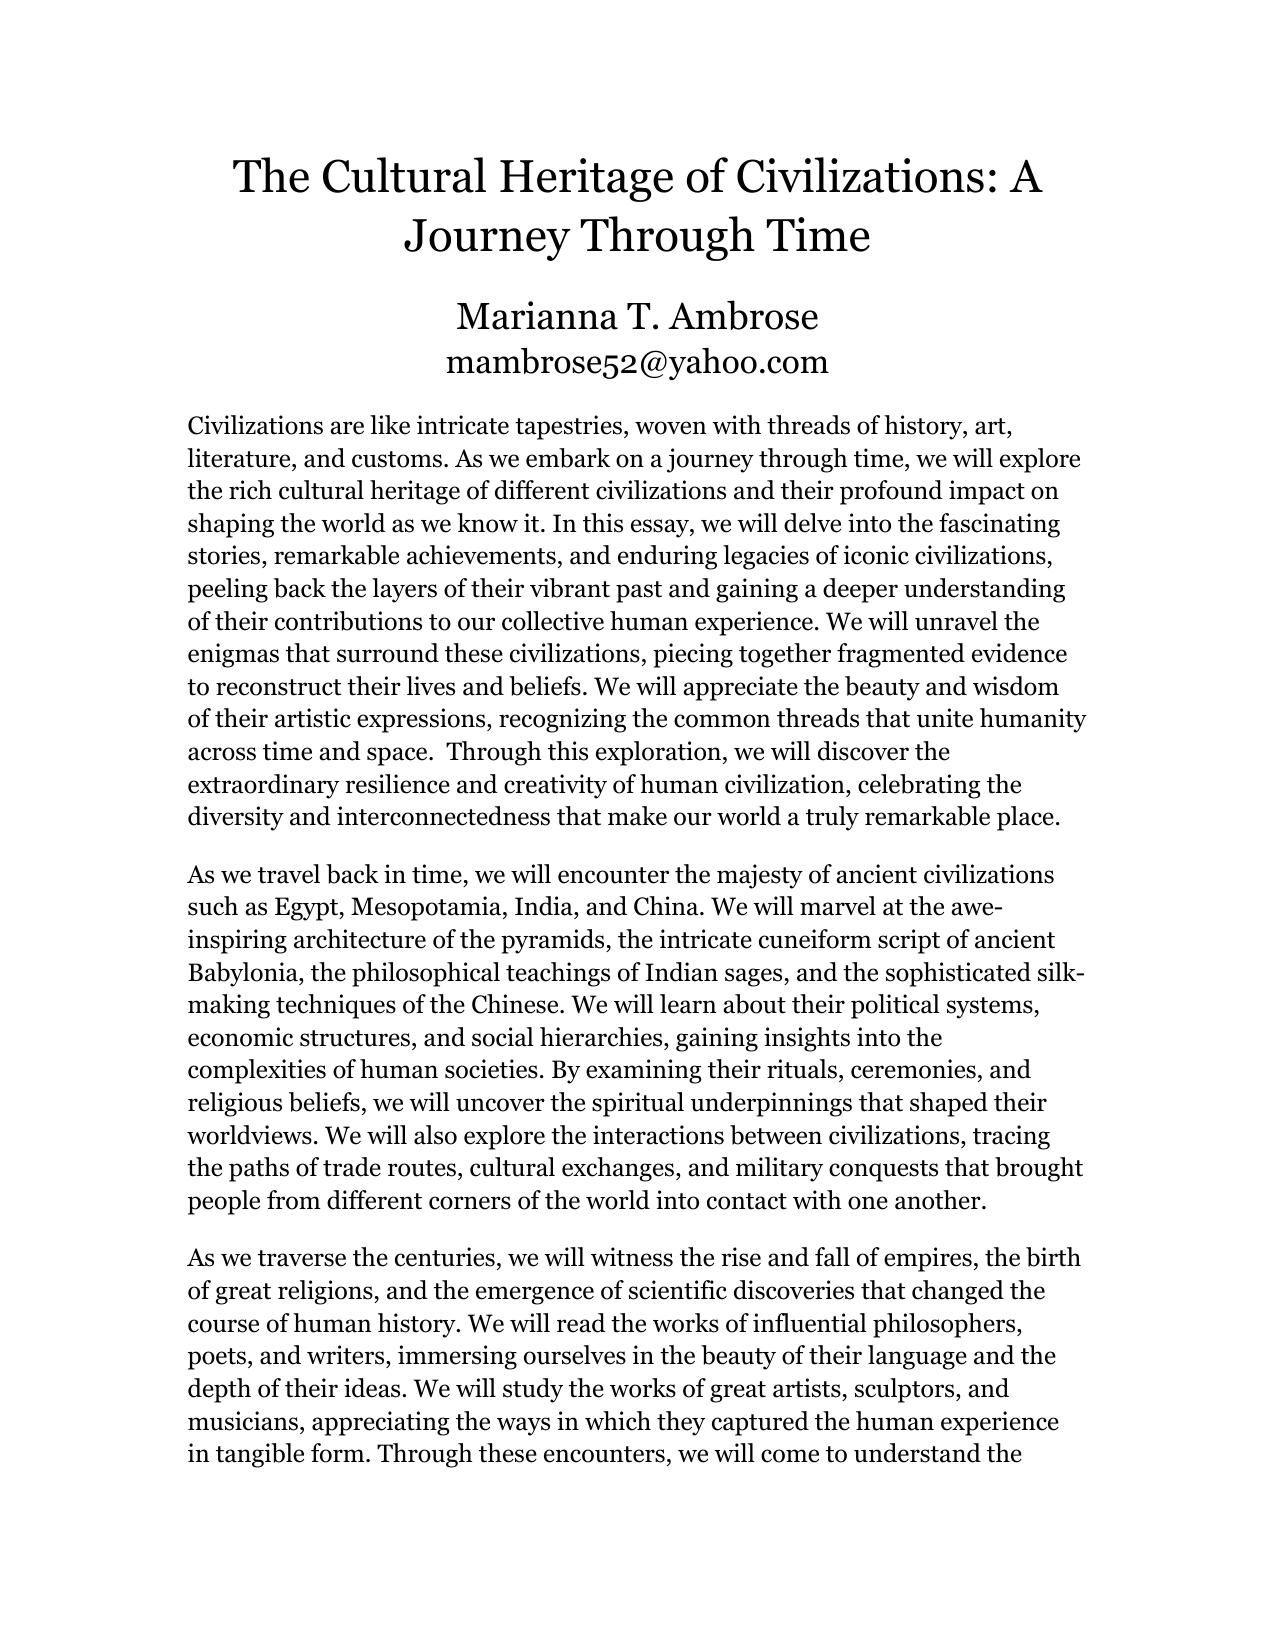 The Cultural Heritage of Civilizations: A
Journey Through Time
Marianna T. Ambrose
mambrose52@yahoo.com
Civilizations are like intricate tapestries, woven with threads of history, art,
literature, and customs. As we embark on a journey through time, we will explore
the rich cultural heritage of different civilizations and their profound impact on
shaping the world as we know it. In this essay, we will delve into the fascinating
stories, remarkable achievements, and enduring legacies of iconic civilizations,
peeling back the layers of their vibrant past and gaining a deeper understanding
of their contributions to our collective human experience. We will unravel the
enigmas that surround these civilizations, piecing together fragmented evidence
to reconstruct their lives and beliefs. We will appreciate the beauty and wisdom
of their artistic expressions, recognizing the common threads that unite humanity
across time and space.  Through this exploration, we will discover the
extraordinary resilience and creativity of human civilization, celebrating the
diversity and interconnectedness that make our world a truly remarkable place.
As we travel back in time, we will encounter the majesty of ancient civilizations
such as Egypt, Mesopotamia, India, and China. We will marvel at the awe-
inspiring architecture of the pyramids, the intricate cuneiform script of ancient
Babylonia, the philosophical teachings of Indian sages, and the sophisticated silk-
making techniques of the Chinese. We will learn about their political systems,
economic structures, and social hierarchies, gaining insights into the
complexities of human societies. By examining their rituals, ceremonies, and
religious beliefs, we will uncover the spiritual underpinnings that shaped their
worldviews. We will also explore the interactions between civilizations, tracing
the paths of trade routes, cultural exchanges, and military conquests that brought
people from different corners of the world into contact with one another.
As we traverse the centuries, we will witness the rise and fall of empires, the birth
of great religions, and the emergence of scientific discoveries that changed the
course of human history. We will read the works of influential philosophers,
poets, and writers, immersing ourselves in the beauty of their language and the
depth of their ideas. We will study the works of great artists, sculptors, and
musicians, appreciating the ways in which they captured the human experience
in tangible form. Through these encounters, we will come to understand the